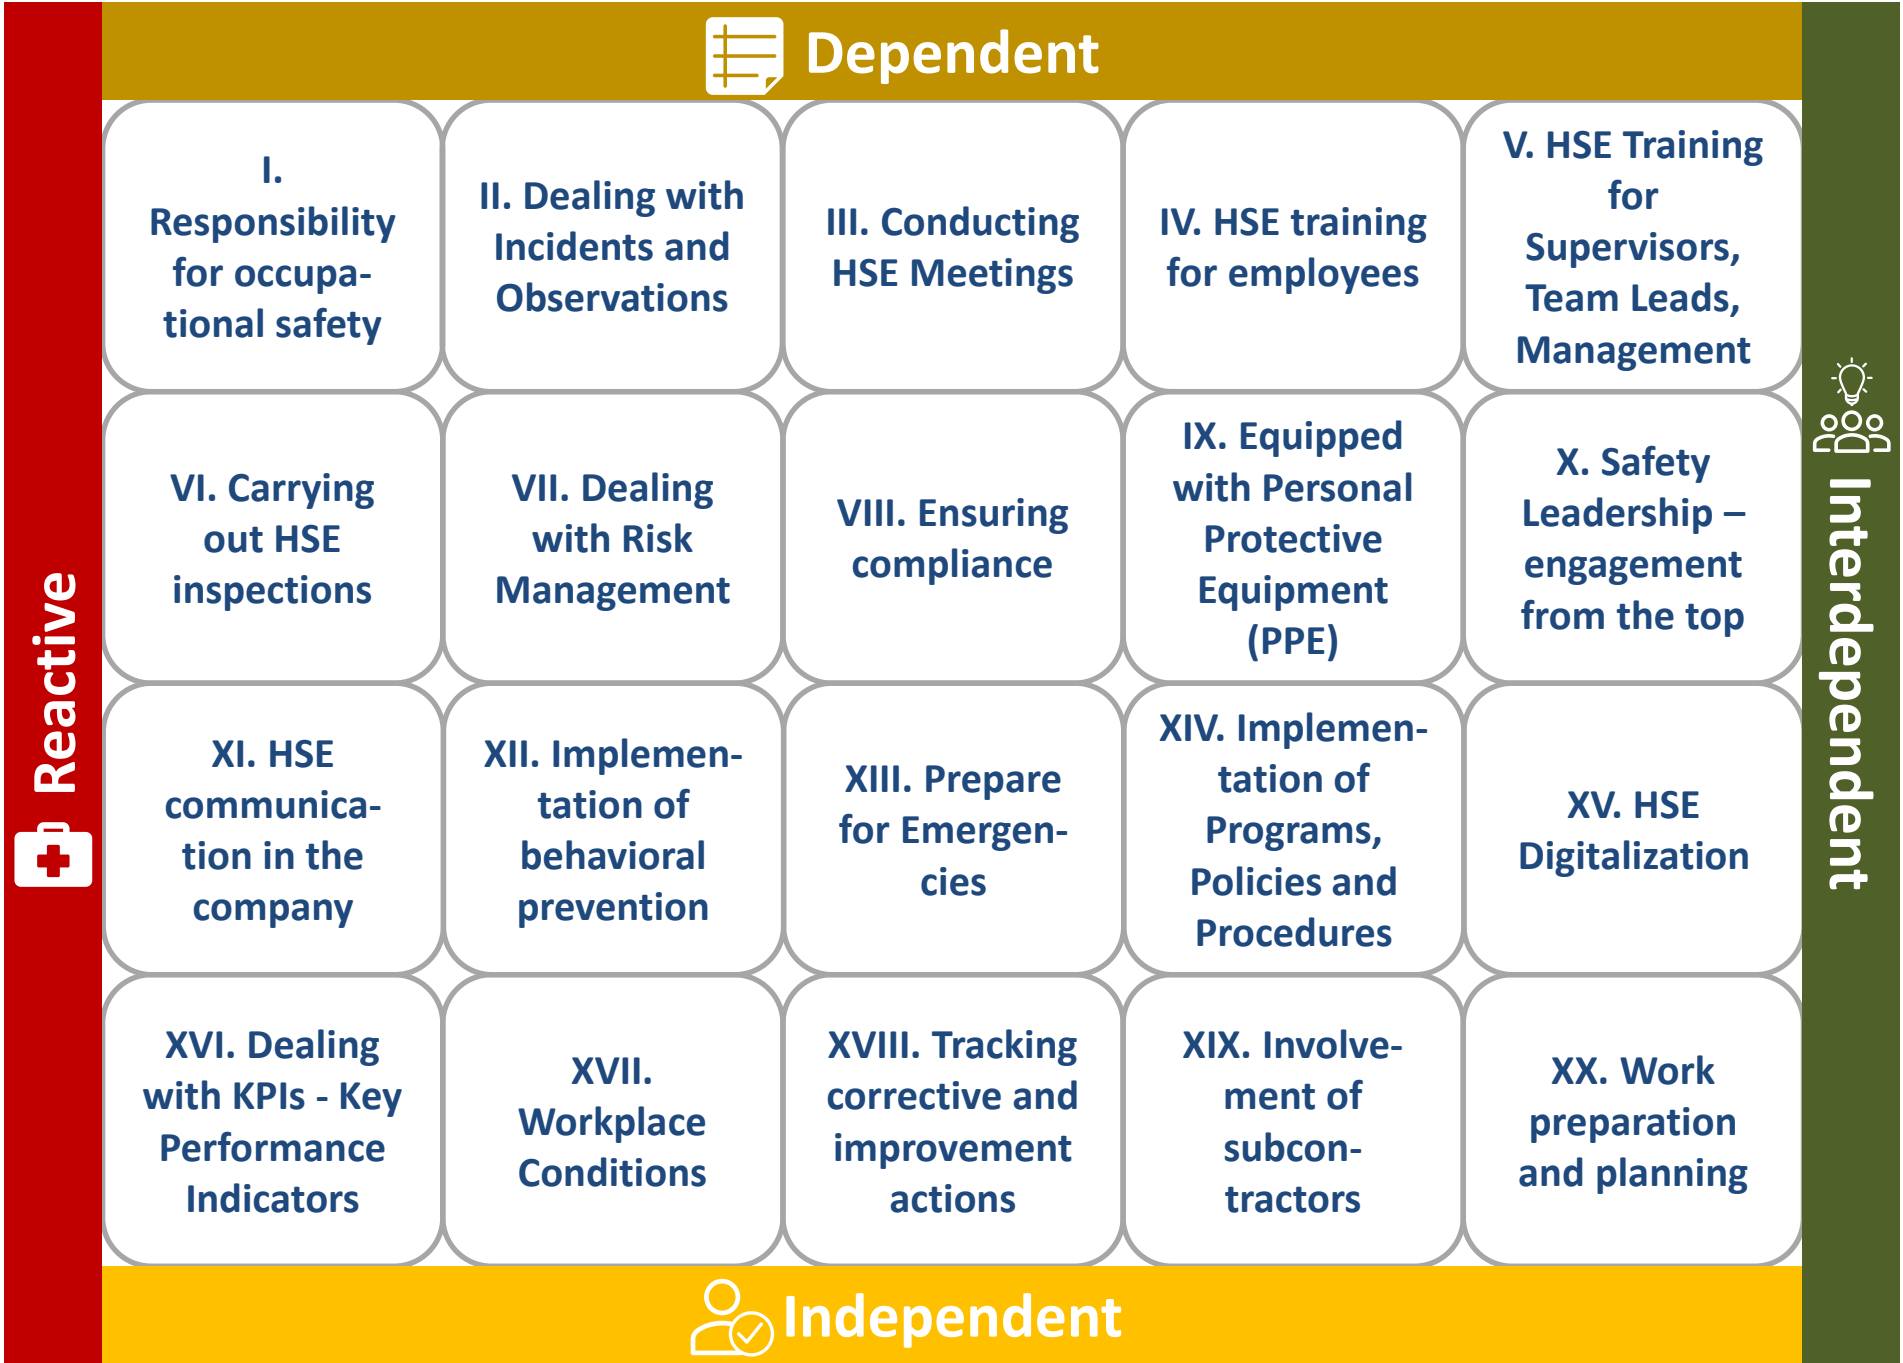 Dependent
I.
Responsibility
for occupa-
tional safety
II. Dealing with
Incidents and
Observations
III. Conducting
HSE Meetings
IV. HSE training
for employees
V. HSE Training
for
Supervisors,
Team Leads,
Management
VI. Carrying
out HSE
inspections
VII. Dealing
with Risk
Management
VIII. Ensuring
compliance
IX. Equipped
with Personal
Protective
Equipment
(PPE)
X. Safety
Leadership –
engagement
from the top
XI. HSE
communica-
tion in the
company
XII. Implemen-
tation of
behavioral
prevention
XIII. Prepare
for Emergen-
cies
XIV. Implemen-
tation of
Programs,
Policies and
Procedures
XV. HSE
Digitalization
XVI. Dealing
with KPIs - Key
Performance
Indicators
XVII.
Workplace
Conditions
XVIII. Tracking
corrective and
improvement
actions
XIX. Involve-
ment of
subcon-
tractors
XX. Work
preparation
and planning
Reactive
Interdependent
Independent